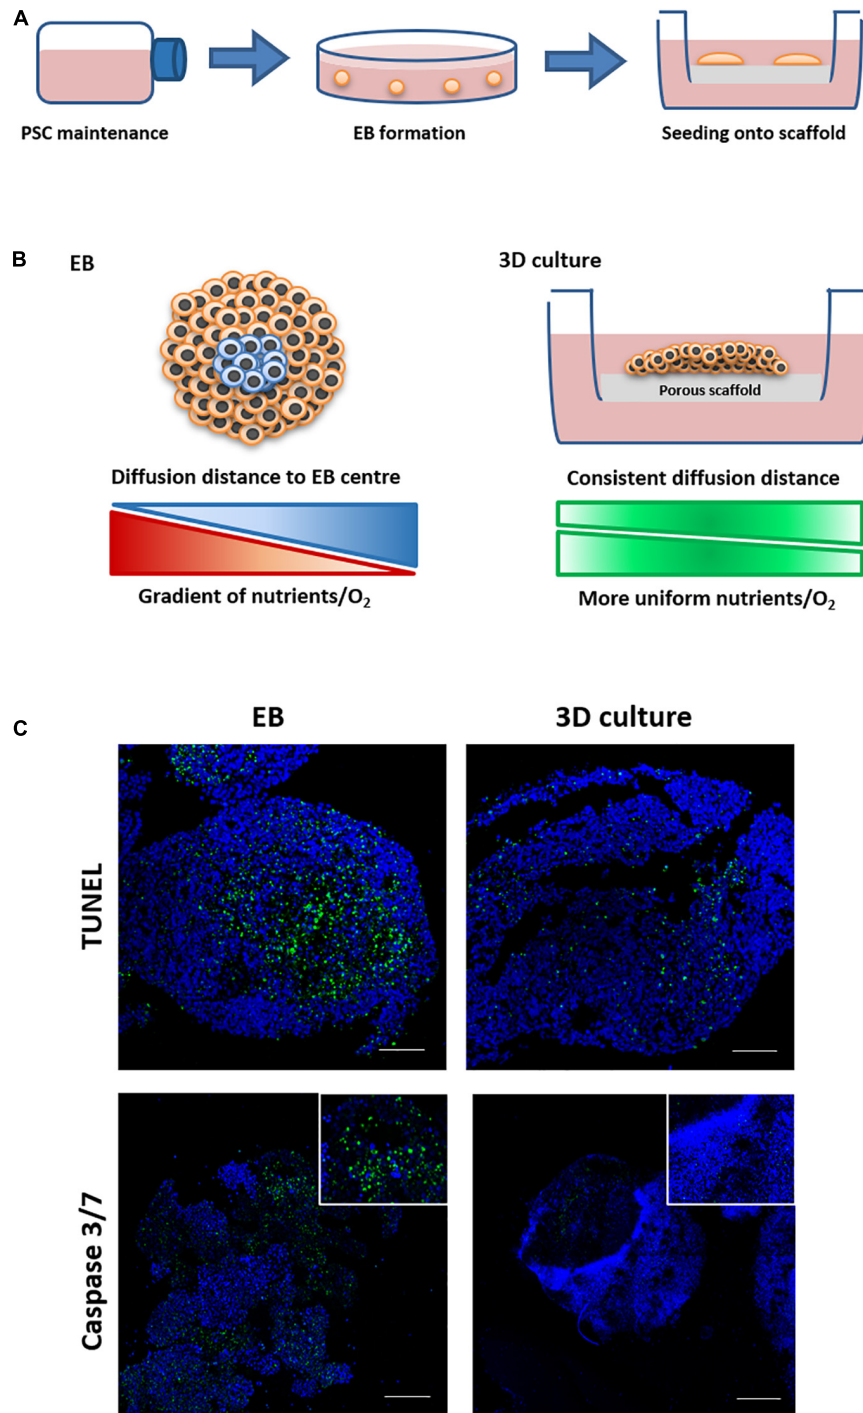 A
PSC maintenance
EB formation
Seeding onto scaffold
B
EB
3D culture
Porous scaffold
Diffusion distance to EB centre
Consistent diffusion distance
Gradient of nutrients/O₂
More uniform nutrients/O₂
C
EB
3D culture
TUNEL
Caspase 3/7